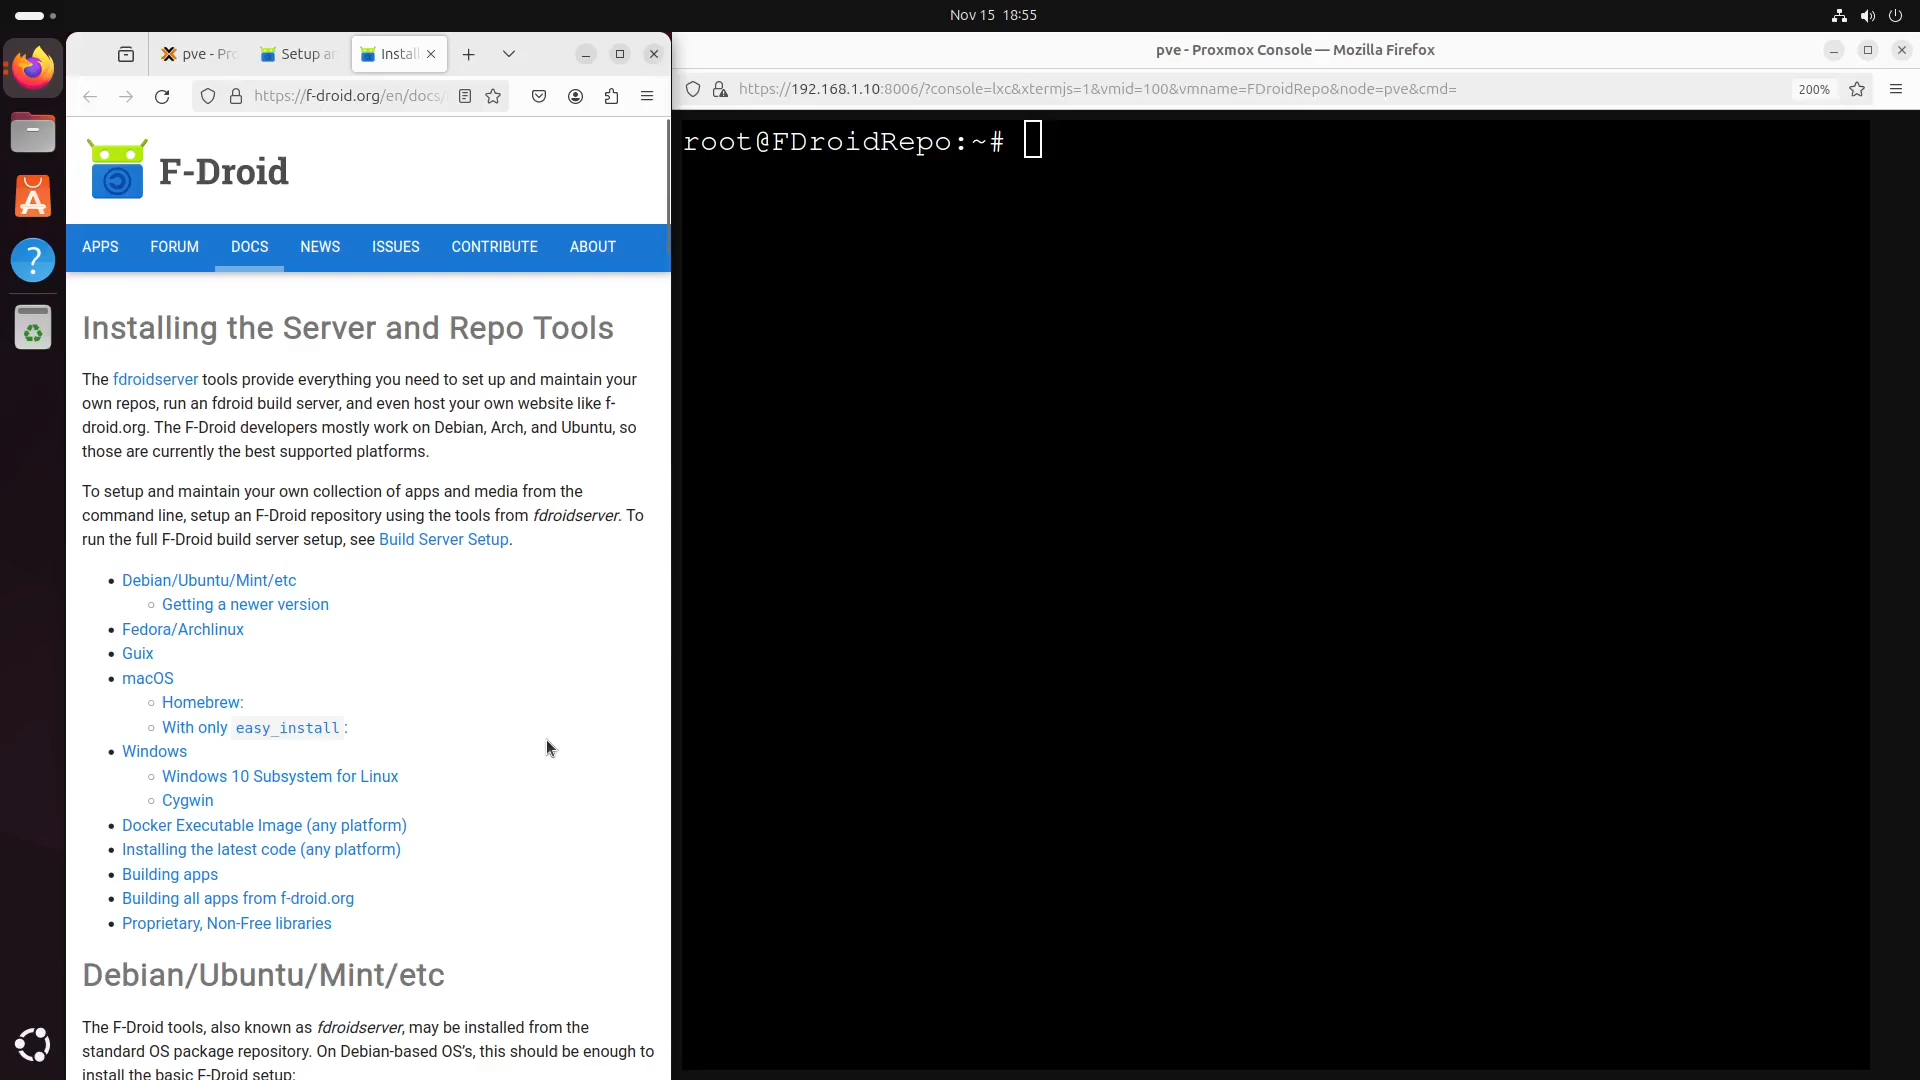 Nov 15 18:55
pve - Pro
Setup an
Install
pve - Proxmox Console — Mozilla Firefox
https://f-droid.org/en/docs/
https://192.168.1.10:8006/?console=lxc&xtermjs=1&vmid=100&vmname=FDroidRepo&node=pve&cmd=
200%
F-Droid
APPS FORUM DOCS NEWS ISSUES CONTRIBUTE ABOUT
Installing the Server and Repo Tools
The fdroidserver tools provide everything you need to set up and maintain your
own repos, run an fdroid build server, and even host your own website like f-
droid.org. The F-Droid developers mostly work on Debian, Arch, and Ubuntu, so
those are currently the best supported platforms.
To setup and maintain your own collection of apps and media from the
command line, setup an F-Droid repository using the tools from fdroidserver. To
run the full F-Droid build server setup, see Build Server Setup.
Debian/Ubuntu/Mint/etc
Getting a newer version
Fedora/Archlinux
Guix
macOS
Homebrew:
With only easy_install:
Windows
Windows 10 Subsystem for Linux
Cygwin
Docker Executable Image (any platform)
Installing the latest code (any platform)
Building apps
Building all apps from f-droid.org
Proprietary, Non-Free libraries
Debian/Ubuntu/Mint/etc
The F-Droid tools, also known as fdroidserver, may be installed from the
standard OS package repository. On Debian-based OS's, this should be enough to
install the basic F-Droid setup:
root@FDroidRepo:~#